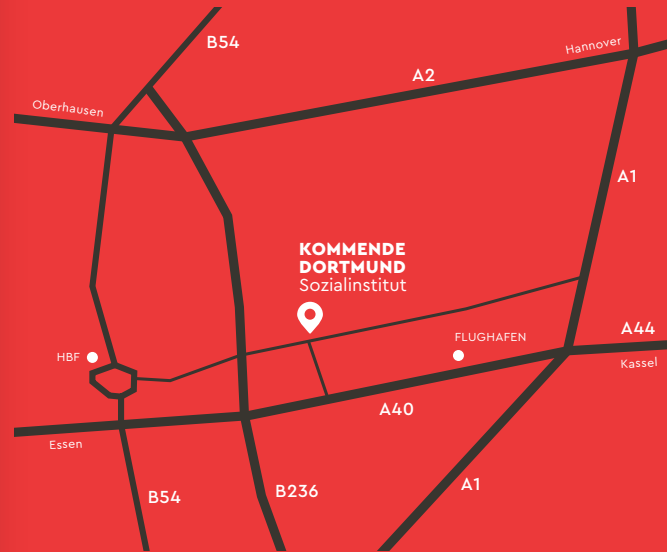 B54
Hannover
A2
Oberhausen
A1
KOMMENDE
DORTMUND
Sozialinstitut
A44
FLUGHAFEN
HBF
Kassel
A40
Essen
A1
B236
B54